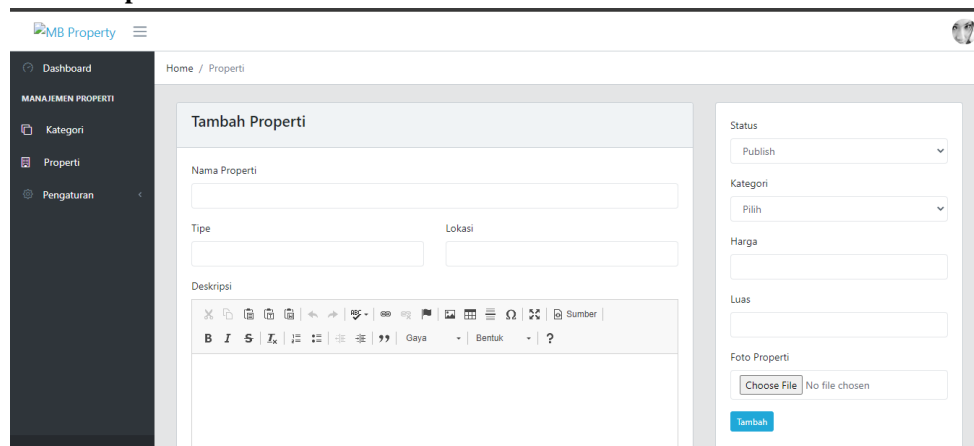 MB Property
Dashboard
MANAJEMEN PROPERTI
Kategori
Properti
Pengaturan
Home / Properti
Tambah Properti
Nama Properti
Tipe Lokasi
Deskripsi
Sumber
Gaya Bentuk ?
Status
Publish
Kategori
Pilih
Harga
Luas
Foto Properti
Choose File No file chosen
Tambah